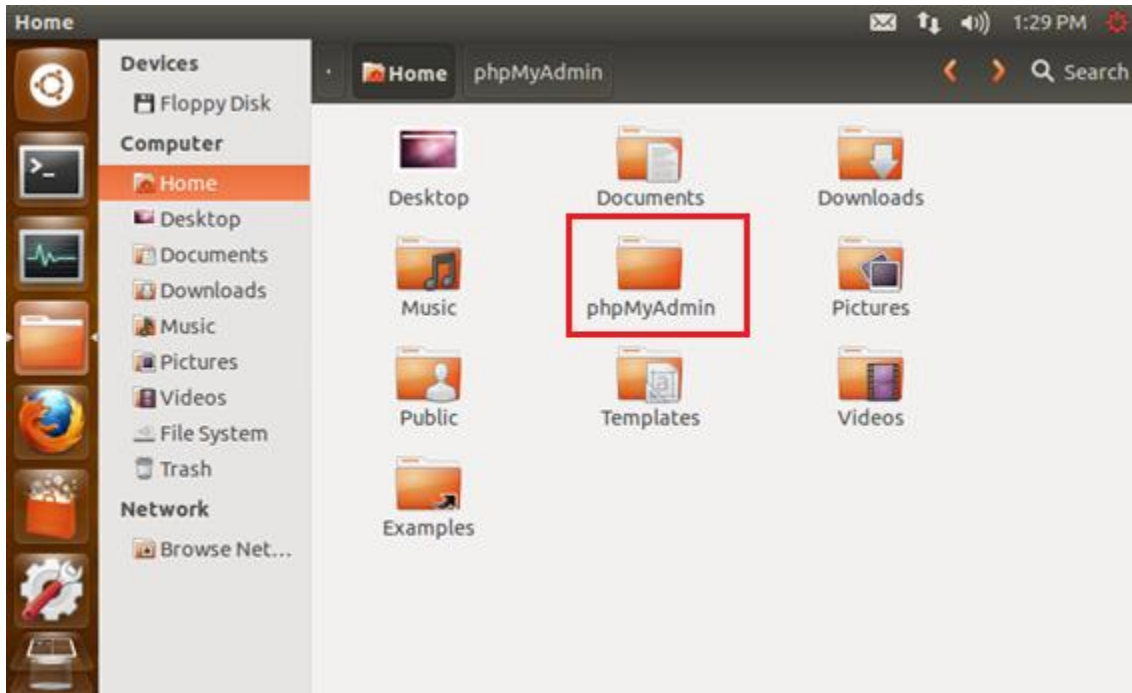 Home
1:29 PM
Devices
Floppy Disk
Computer
Home
Desktop
Documents
Downloads
Music
Pictures
Videos
File System
Trash
Network
Browse Net...
Home phpMyAdmin Search
Desktop Documents Downloads
Music phpMyAdmin Pictures
Public Templates Videos
Examples